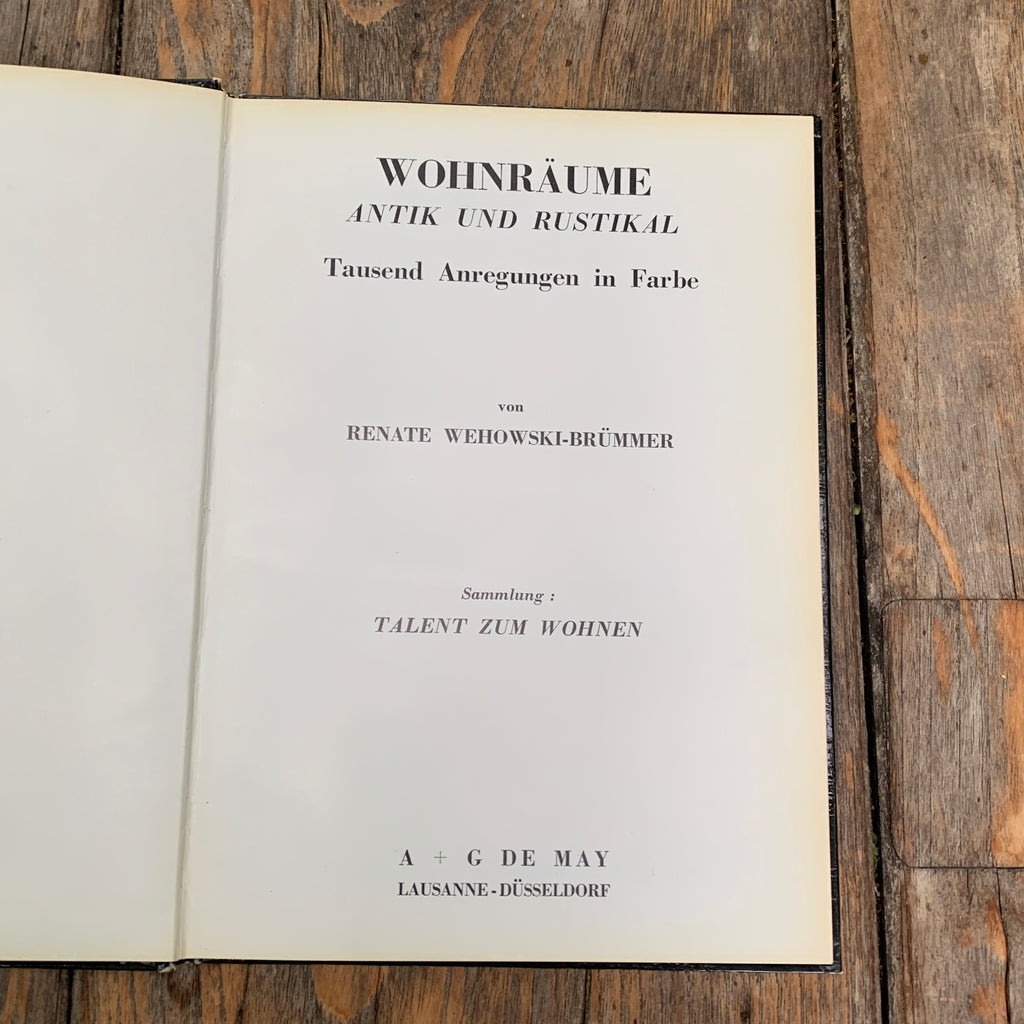 WOHNRÄUME
ANTIK UND RUSTIKAL
Tausend Anregungen in Farbe
von
RENATE WEHOWSKI-BRÜMMER
Sammlung :
TALENT ZUM WOHNEN
A + G DE MAY
LAUSANNE - DÜSSELDORF